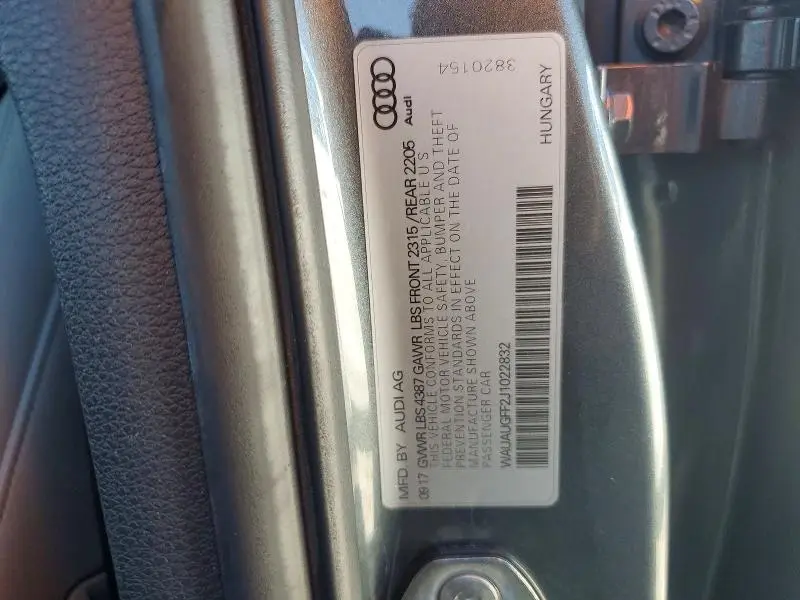 MFD. BY AUDI AG
Audi
09 17 GVWR LBS 4387 GAWR LBS FRONT 2315 / REAR 2205
THIS VEHICLE CONFORMS TO ALL APPLICABLE U S
FEDERAL MOTOR VEHICLE SAFETY, BUMPER AND THEFT
PREVENTION STANDARDS IN EFFECT ON THE DATE OF
MANUFACTURE SHOWN ABOVE
PASSENGER CAR
WAUAUGFF2J1022832
3820154
HUNGARY